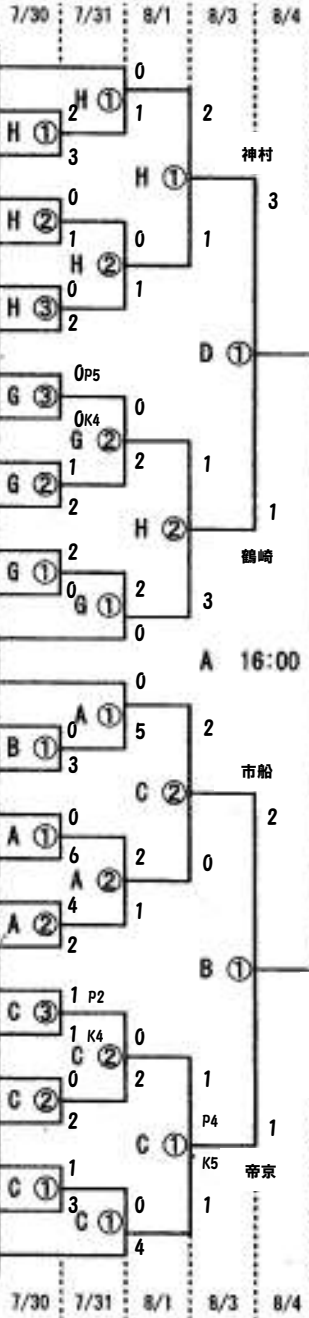 7/30 7/31 8/1 8/3 8/4
0
H ①
2
1
2
H ①
3
神村
H ①
3
0
H ②
1
0
1
H ②
0
1
H ③
2
D ①
0P5
G ③
0
0K4
G ②
1
1
2
G ②
2
1
H ②
2
鶴崎
G ①
0
2
3
G ①
0
A 16:00
0
A ①
2
0
5
B ①
3
市船
C ②
2
0
A ①
6
2
0
A ②
4
1
A ②
2
B ①
1 P2
C ③
1 K4
0
C ②
0
2
1
C ②
2
P4
1
C ①
K5
帝京
1
C ①
3
0
1
C ①
4
7/30 7/31 8/1 8/3 8/4